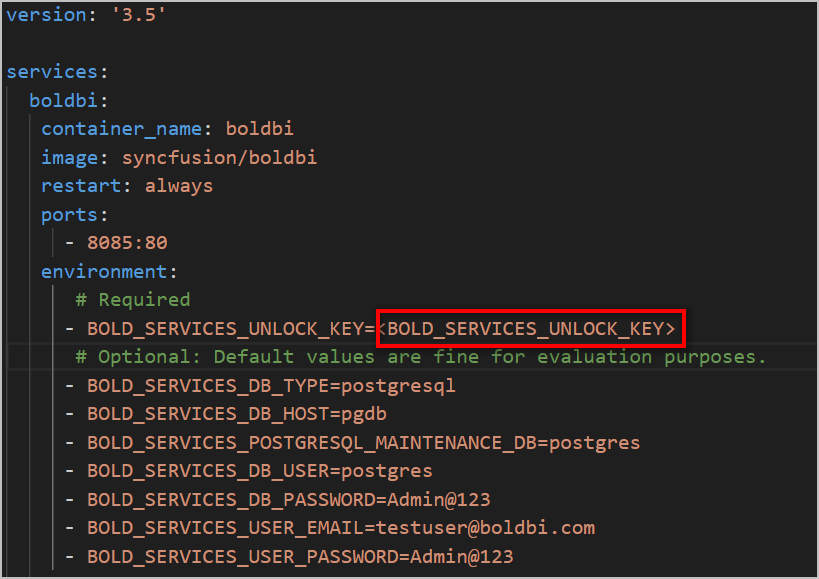 version: '3.5'
services:
boldbi:
container_name: boldbi
image: syncfusion/boldbi
restart: always
ports:
- 8085:80
environment:
# Required
- BOLD_SERVICES_UNLOCK_KEY=<BOLD_SERVICES_UNLOCK_KEY>
# Optional: Default values are fine for evaluation purposes.
- BOLD_SERVICES_DB_TYPE=postgresql
- BOLD_SERVICES_DB_HOST=pgdb
- BOLD_SERVICES_POSTGRESQL_MAINTENANCE_DB=postgres
- BOLD_SERVICES_DB_USER=postgres
- BOLD_SERVICES_DB_PASSWORD=Admin@123
- BOLD_SERVICES_USER_EMAIL=testuser@boldbi.com
- BOLD_SERVICES_USER_PASSWORD=Admin@123